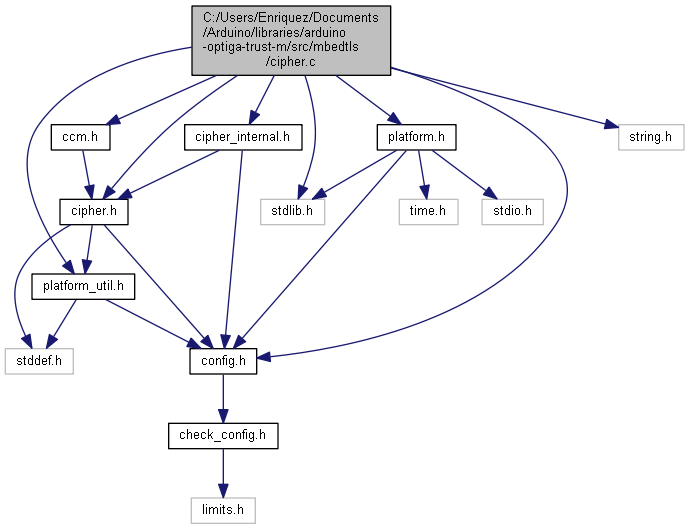 C:/Users/Enriquez/Documents
/Arduino/libraries/arduino
-optiga-trust-m/src/mbedtls
/cipher.c
ccm.h
cipher_internal.h
platform.h
string.h
cipher.h
stdlib.h
time.h
stdio.h
platform_util.h
stddef.h
config.h
check_config.h
limits.h